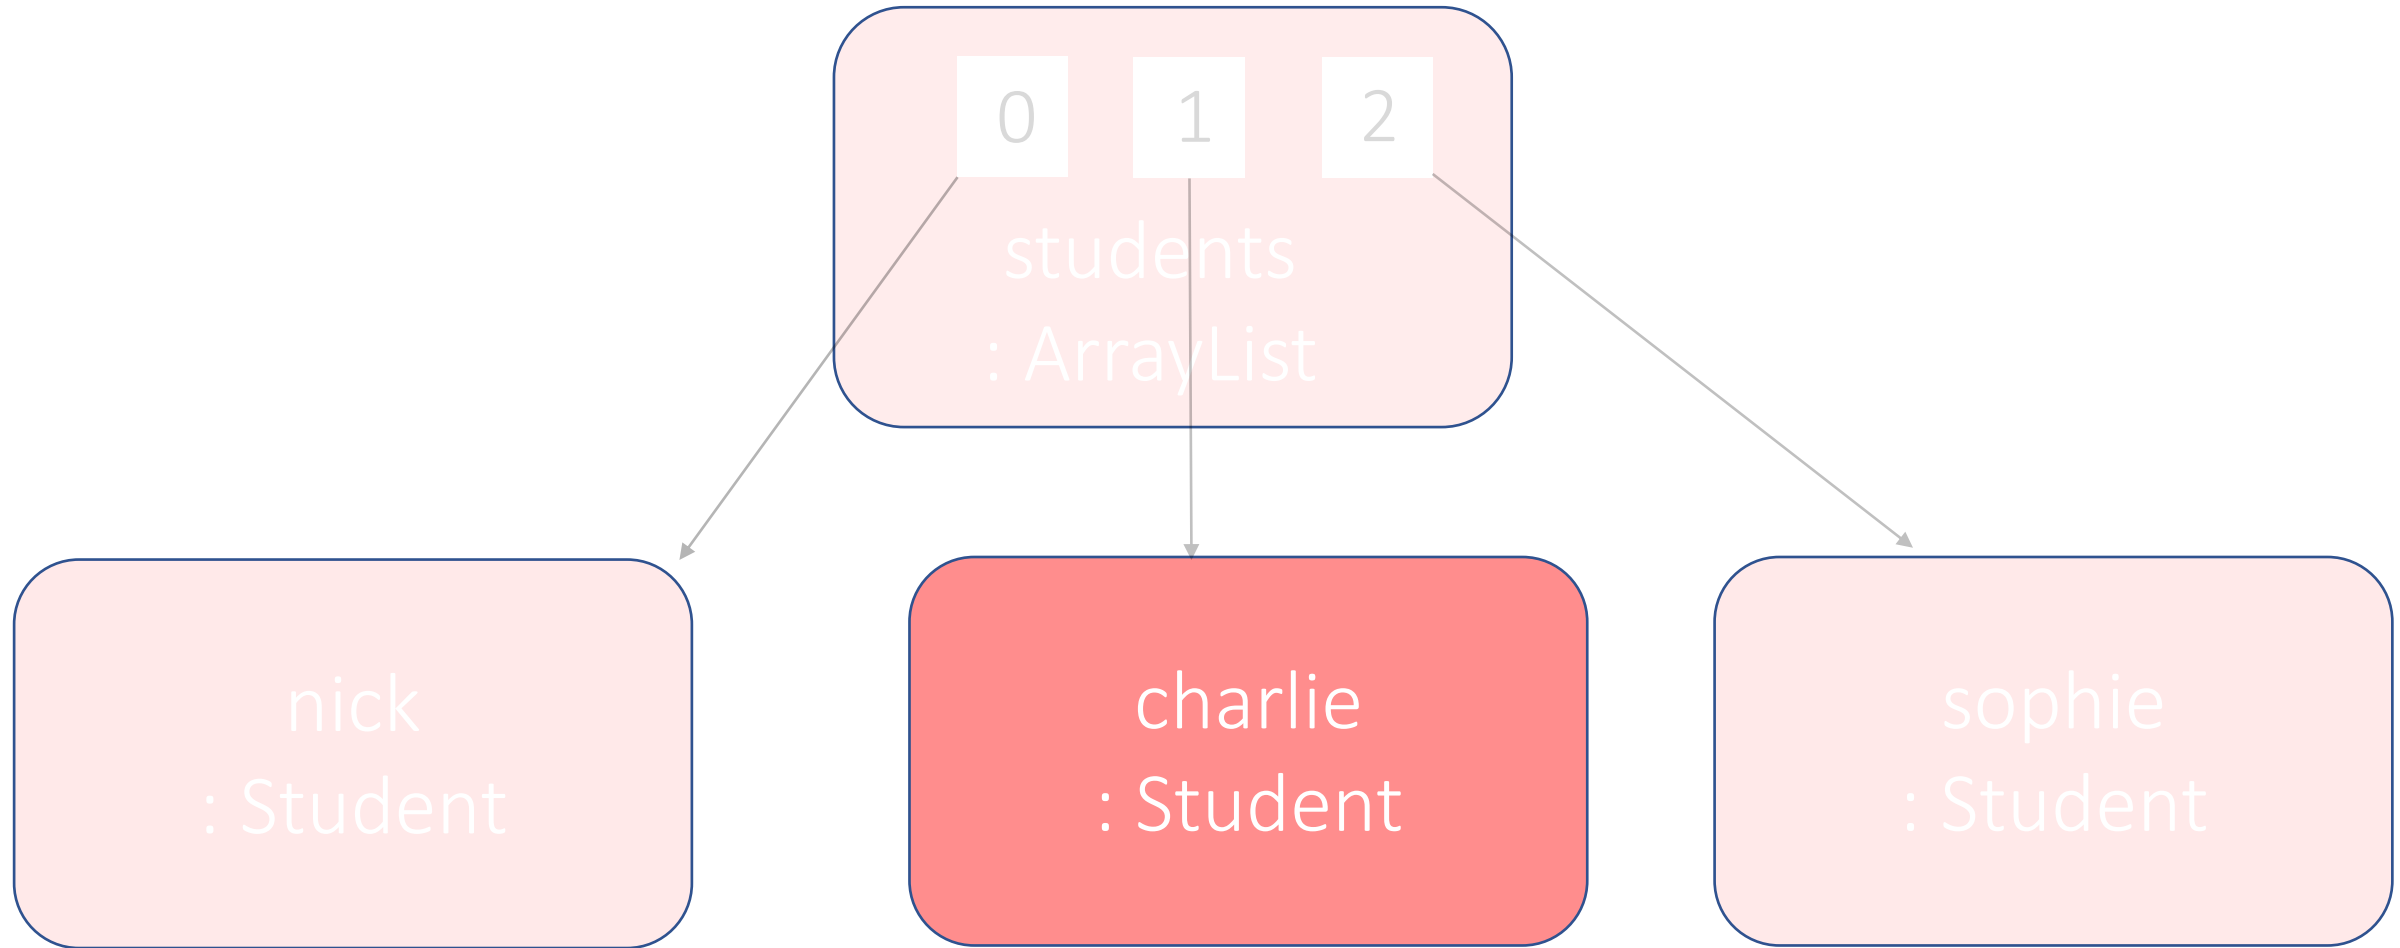 0 1 2
students
: ArrayList
nick
: Student
charlie
: Student
sophie
: Student